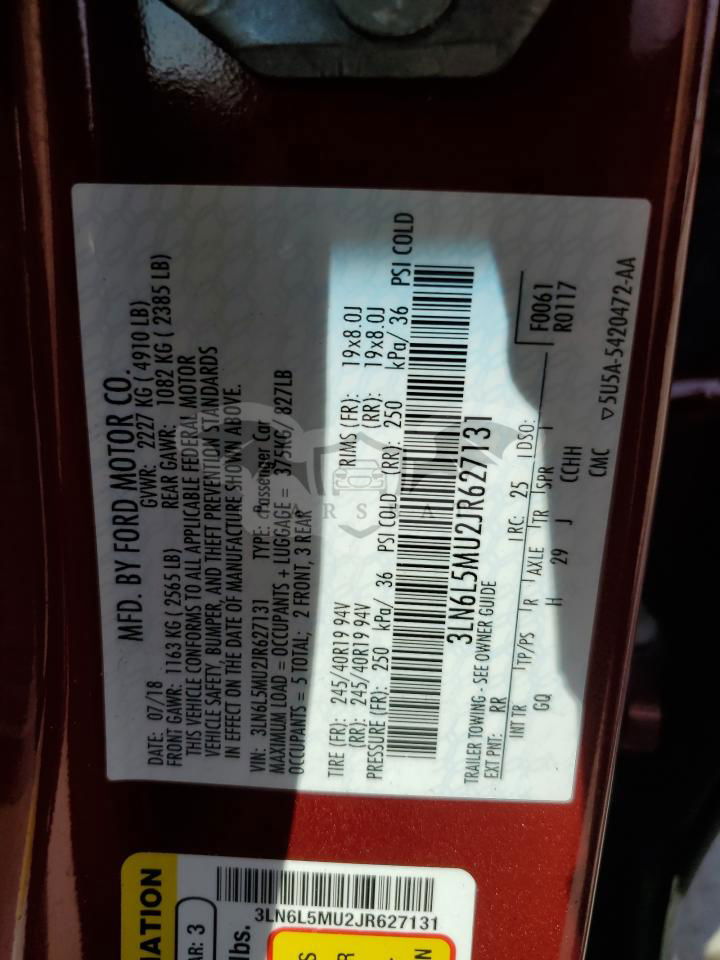 MFD. BY FORD MOTOR CO.
DATE: 07/18 GVWR: 2227 KG ( 4910 LB)
FRONT GAWR: 1163 KG ( 2565 LB) REAR GAWR: 1082 KG ( 2385 LB)
THIS VEHICLE CONFORMS TO ALL APPLICABLE FEDERAL MOTOR
VEHICLE SAFETY, BUMPER, AND THEFT PREVENTION STANDARDS
IN EFFECT ON THE DATE OF MANUFACTURE SHOWN ABOVE.
VIN: 3LN6L5MU2JR627131 TYPE: Passenger Car
MAXIMUM LOAD = OCCUPANTS + LUGGAGE = 375KG/ 827LB
OCCUPANTS = 5 TOTAL; 2 FRONT, 3 REAR
TIRE (FR): 245/40R19 94V RIMS (FR): 19x8.0J
(RR): 245/40R19 94V (RR): 19x8.0J
PRESSURE (FR): 250 kPa/ 36 PSI COLD (RR): 250 kPa/ 36 PSI COLD
3LN6L5MU2JR627131
TRAILER TOWING - SEE OWNER GUIDE
EXT PNT: RR RC: 25 DSO: F0061
R0117
INT TR TP/PS R AXLE TR SPR
GQ H 29 J CCHH
CMC
5U5A-5420472-AA
3LN6L5MU2JR627131
AR: 3
lbs.